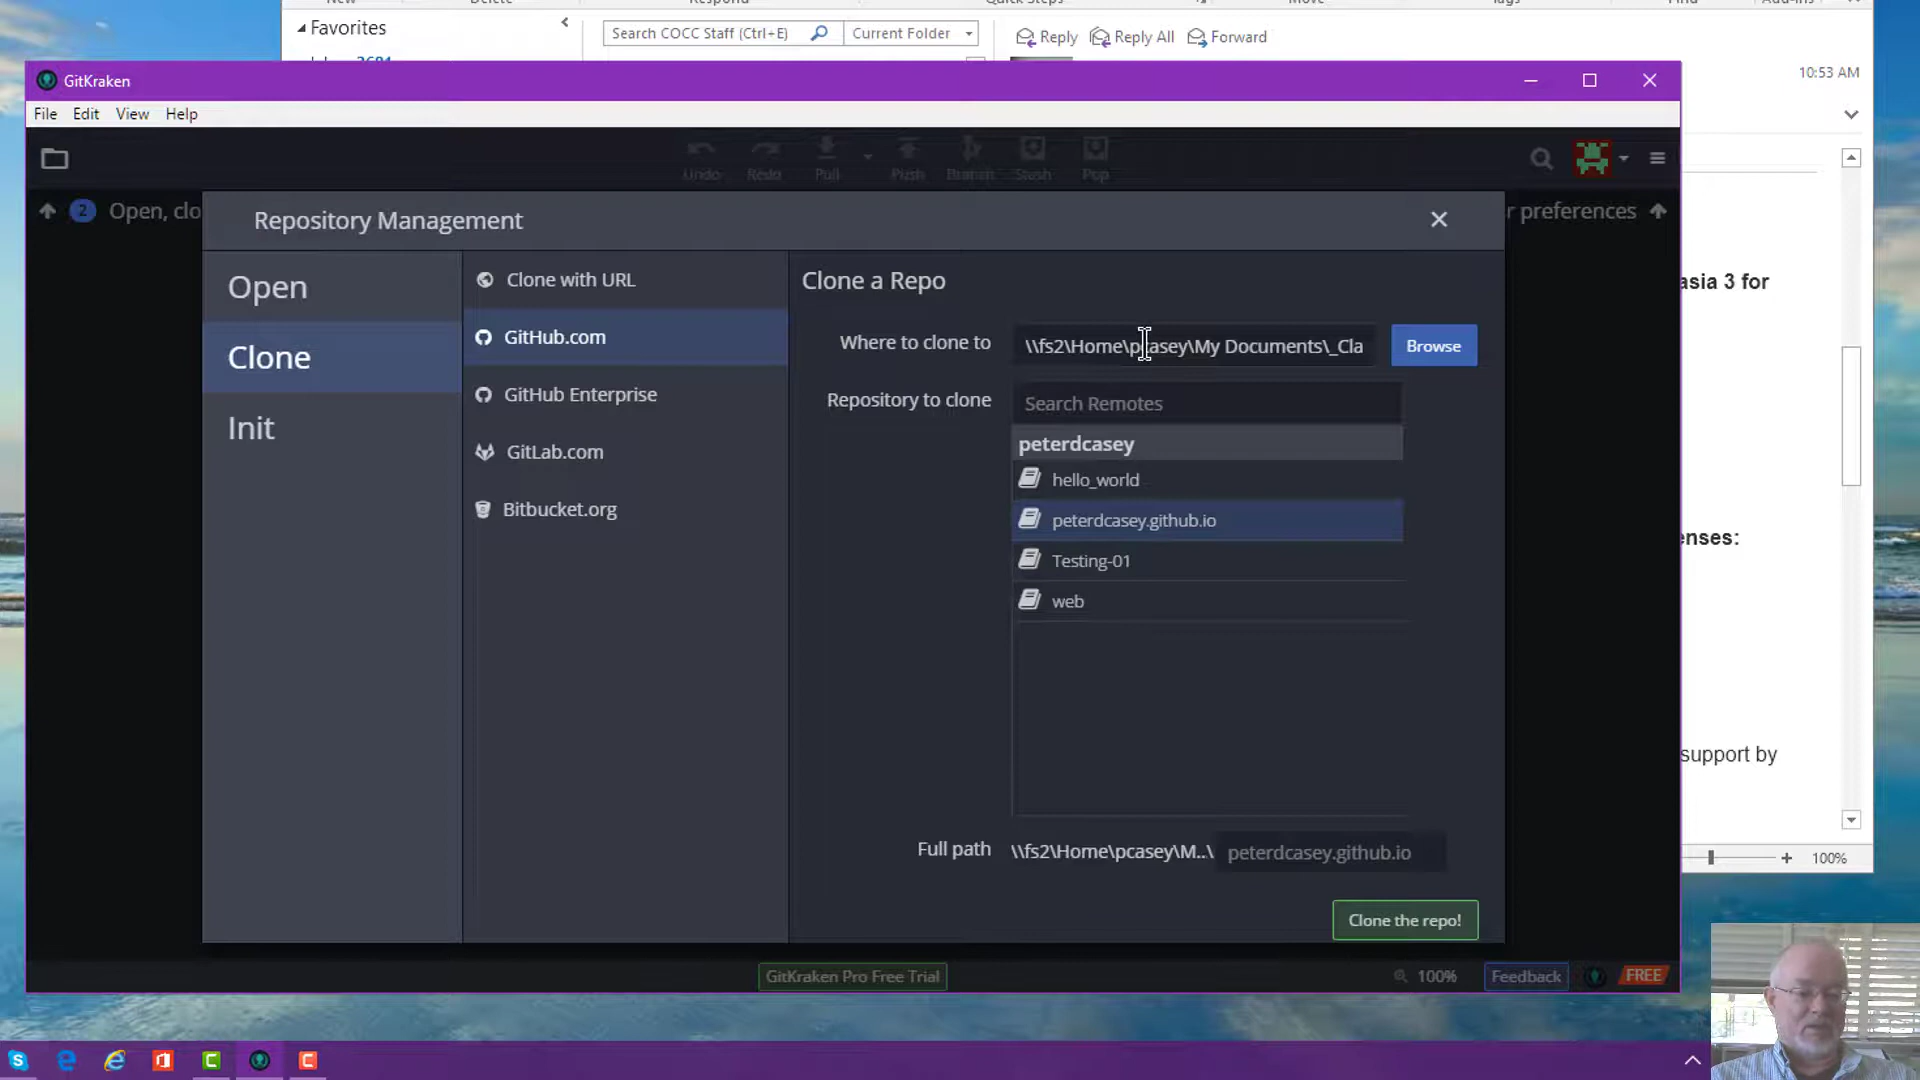 Favorites
Search COCC Staff (Ctrl+E)
Current Folder
Reply
Reply All
Forward
10:53 AM
GitKraken
File
Edit
View
Help
Undo
Redo
Pull
Push
Branch
Stash
Pop
2
Open, clo
r preferences
Repository Management
Open
Clone
Init
Clone with URL
GitHub.com
GitHub Enterprise
GitLab.com
Bitbucket.org
Clone a Repo
Where to clone to
\\fs2\Home\pcasey\My Documents\_Cla
Browse
Repository to clone
Search Remotes
peterdcasey
hello_world
peterdcasey.github.io
Testing-01
web
Full path
\\fs2\Home\pcasey\M..\
peterdcasey.github.io
Clone the repo!
asia 3 for
enses:
support by
100%
GitKraken Pro Free Trial
100%
Feedback
FREE